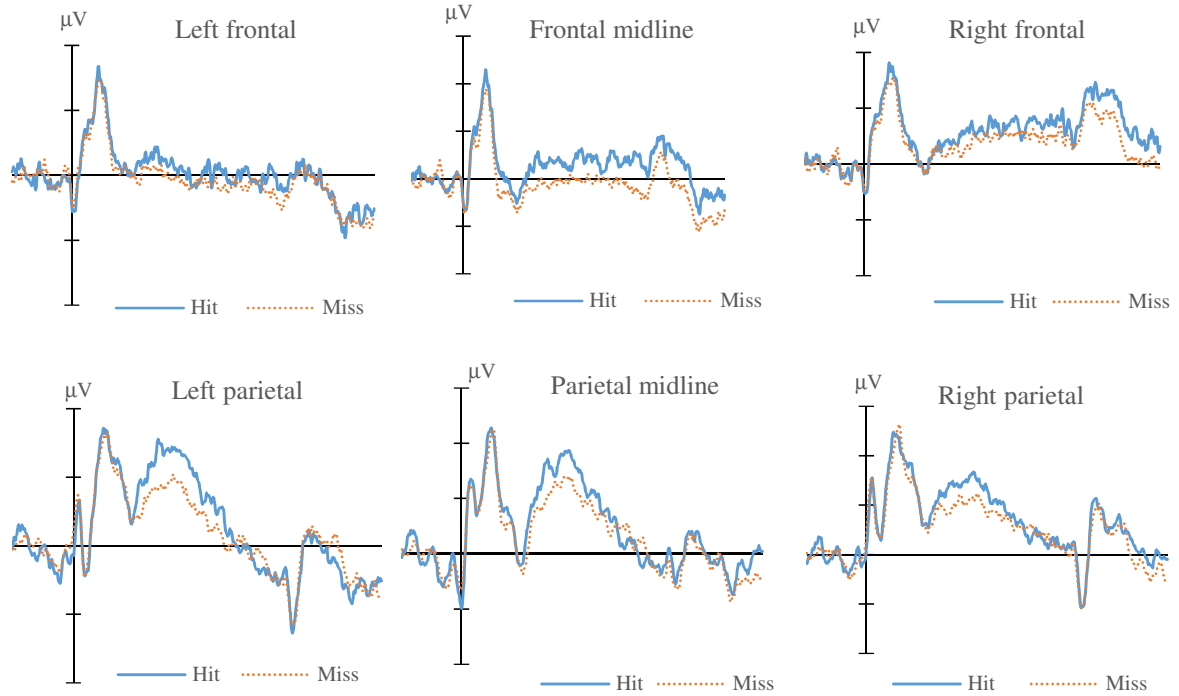 μV
Left frontal
Hit
Miss
μV
Frontal midline
Hit
Miss
μV
Right frontal
Hit
Miss
μV
Left parietal
Hit
Miss
μV
Parietal midline
Hit
Miss
μV
Right parietal
Hit
Miss